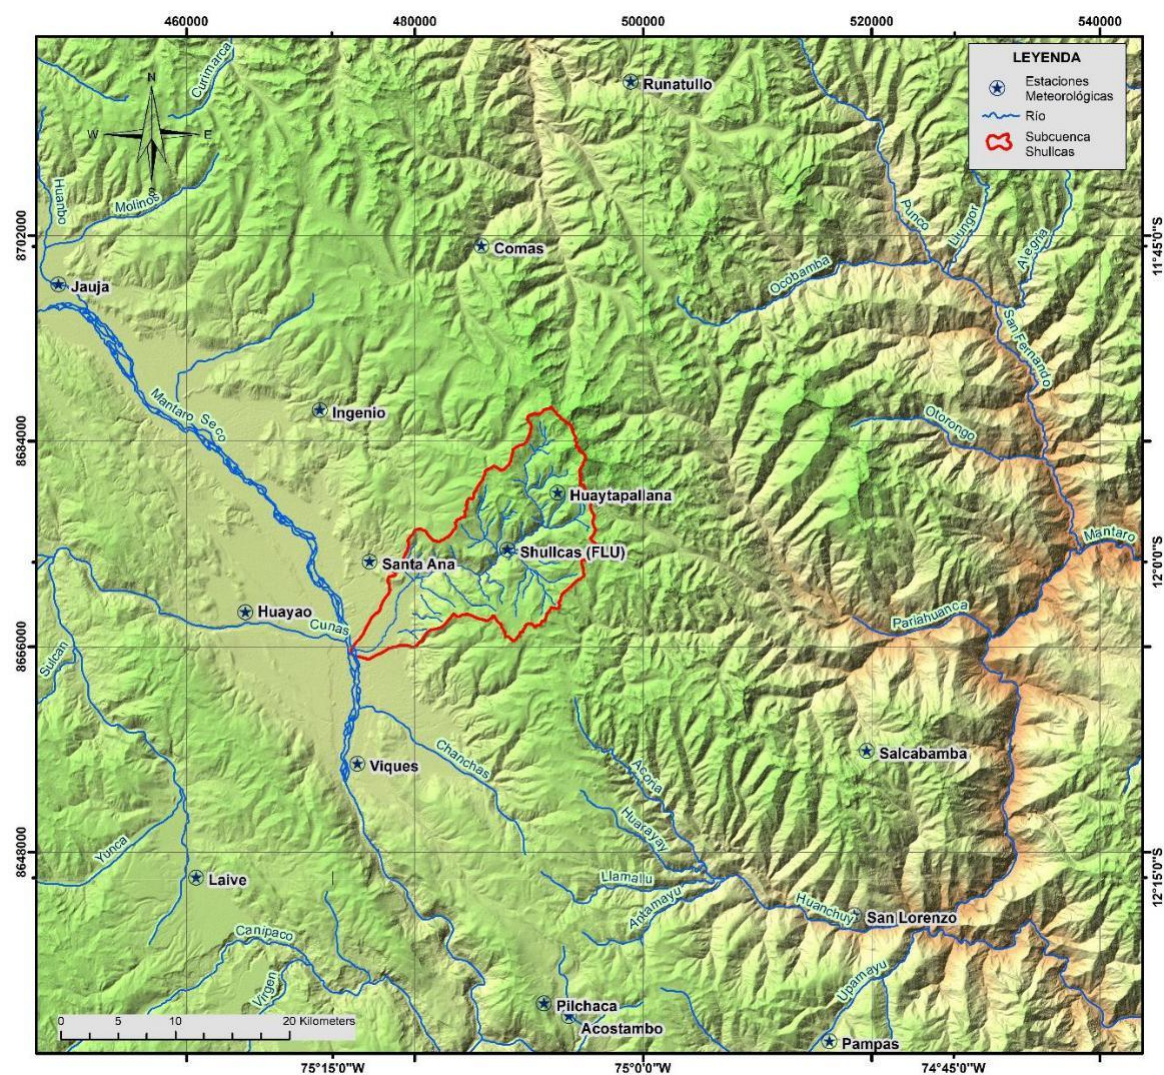 460000
480000
500000
520000
540000
LEYENDA
Estaciones
Meteorológicas
Río
Subcuenca
Shullcas
N
W
E
S
Curimarca
Runatullo
Huanbo
Molinos
Punco
Llungor
Alegria
8702000
11°45'0"S
Comas
Ocobamba
Jauja
San Fernando
Mantaro Seco
Ingenio
Otorongo
8684000
Huaytapallana
Mantaro
Shullcas (FLU)
Santa Ana
12°0'0"S
Huayao
Cunas
Pariahuanca
8666000
Sulcan
Chanchas
Acoria
Salcabamba
Viques
Huarayay
Yunca
8648000
12°15'0"S
Laive
Llamallu
Aptamayu
Huanchuy
San Lorenzo
Canipaco
Virgen
Upamayu
Pilchaca
Acostambo
Pampas
0
5
10
20 Kilometers
75°15'0"W
75°0'0"W
74°45'0"W